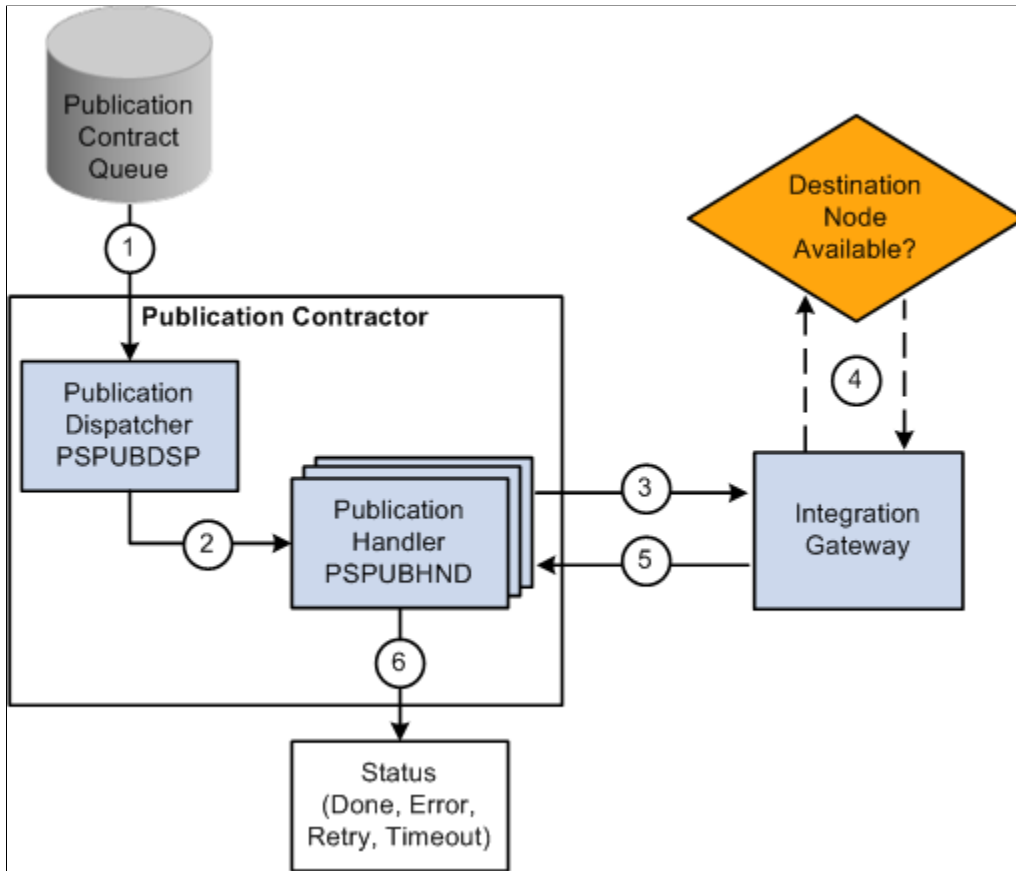 Publication
Contract
Queue
1
Destination
Node
Available?
Publication Contractor
Publication
Dispatcher
PSPUBDSP
4
2
Publication
Handler
PSPUBHND
3
5
Integration
Gateway
6
Status
(Done, Error,
Retry, Timeout)